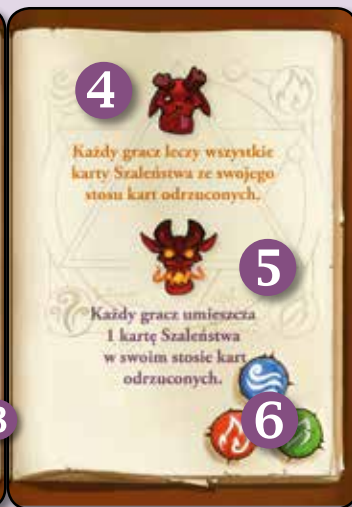 4
Każdy gracz leczy wszystkie
karty Szaleństwa ze swojego
stosu kart odrzuconych.
5
Każdy gracz umieszcza
1 kartę Szaleństwa
w swoim stosie kart
odrzuconych.
6
3